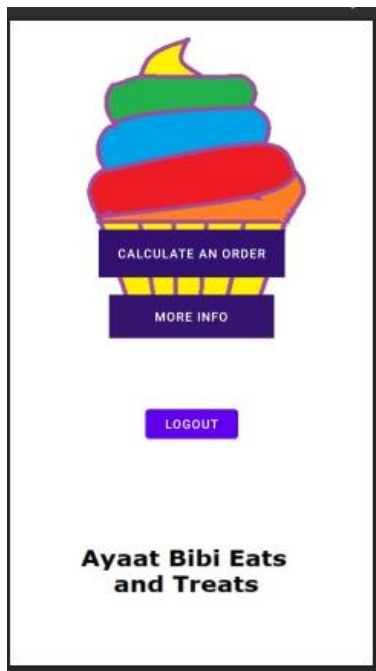 CALCULATE AN ORDER
MORE INFO
LOGOUT
Ayaat Bibi Eats
and Treats